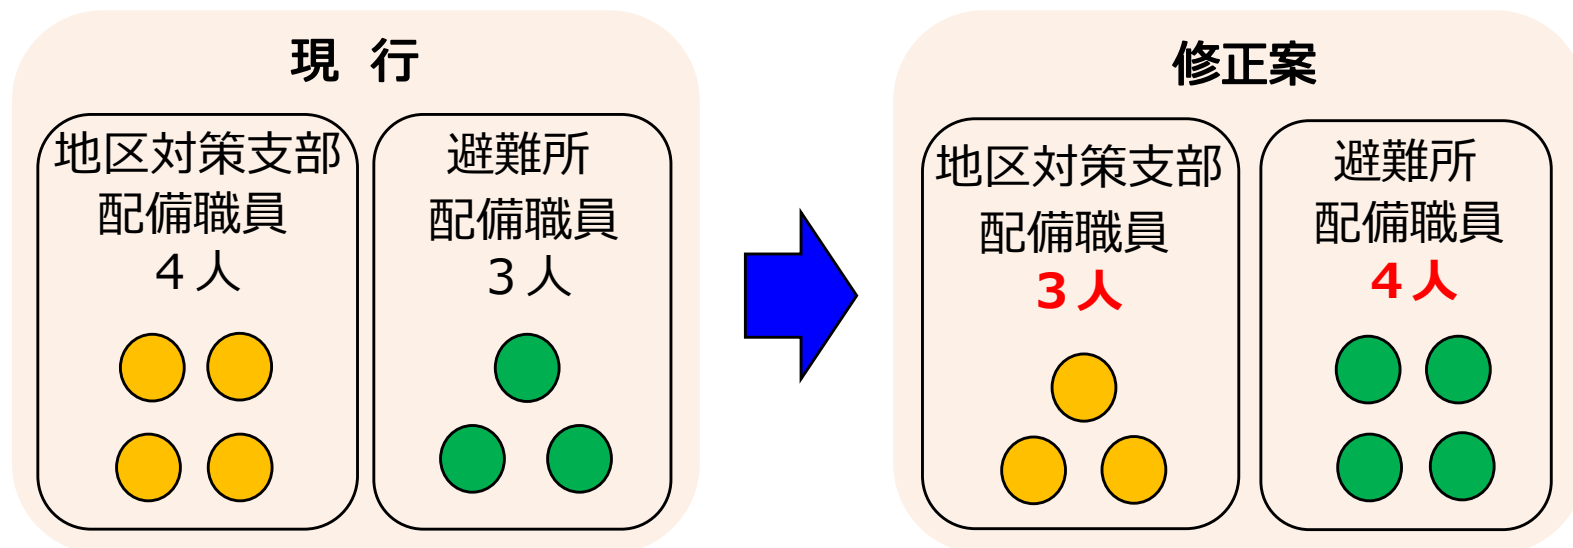 現 行
地区対策支部
配備職員
４人
避難所
配備職員
３人
修正案
地区対策支部
配備職員
３人
避難所
配備職員
４人